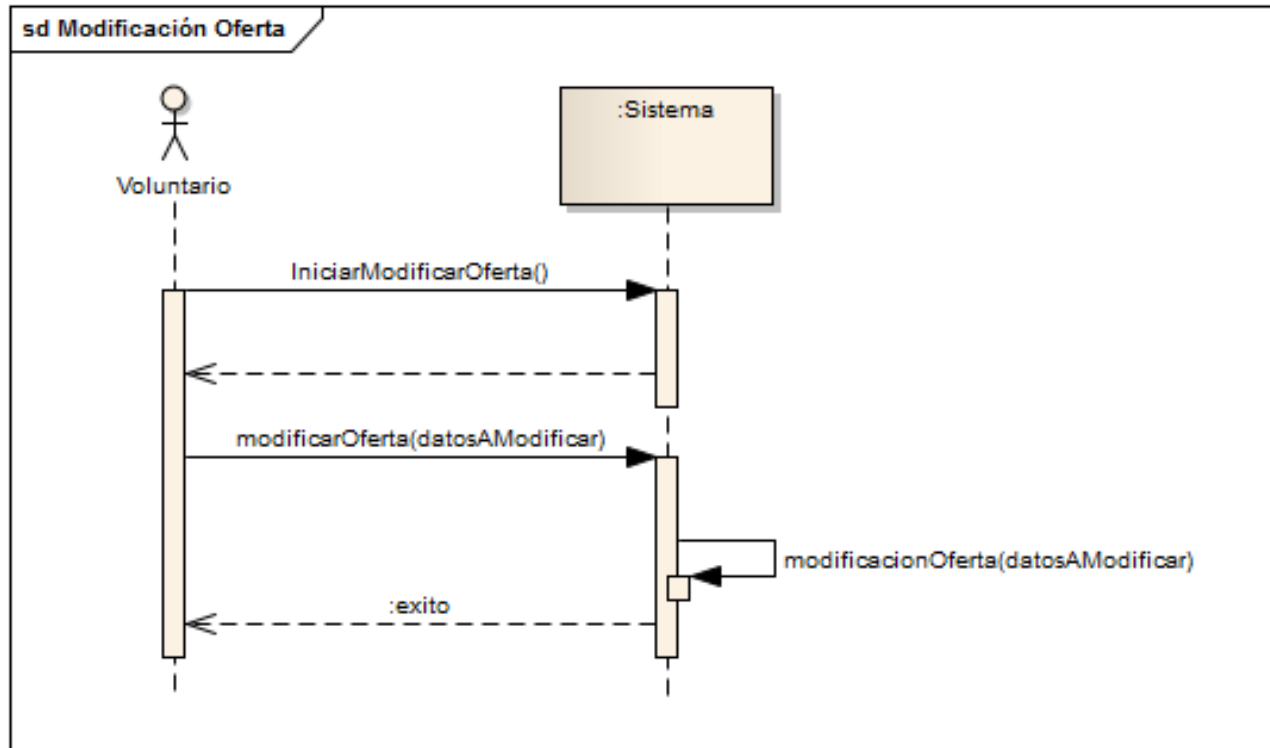 sd Modificación Oferta
:Sistema
Voluntario
IniciarModificarOferta()
modificarOferta(datosAModificar)
modificacionOferta(datosAModificar)
:exito